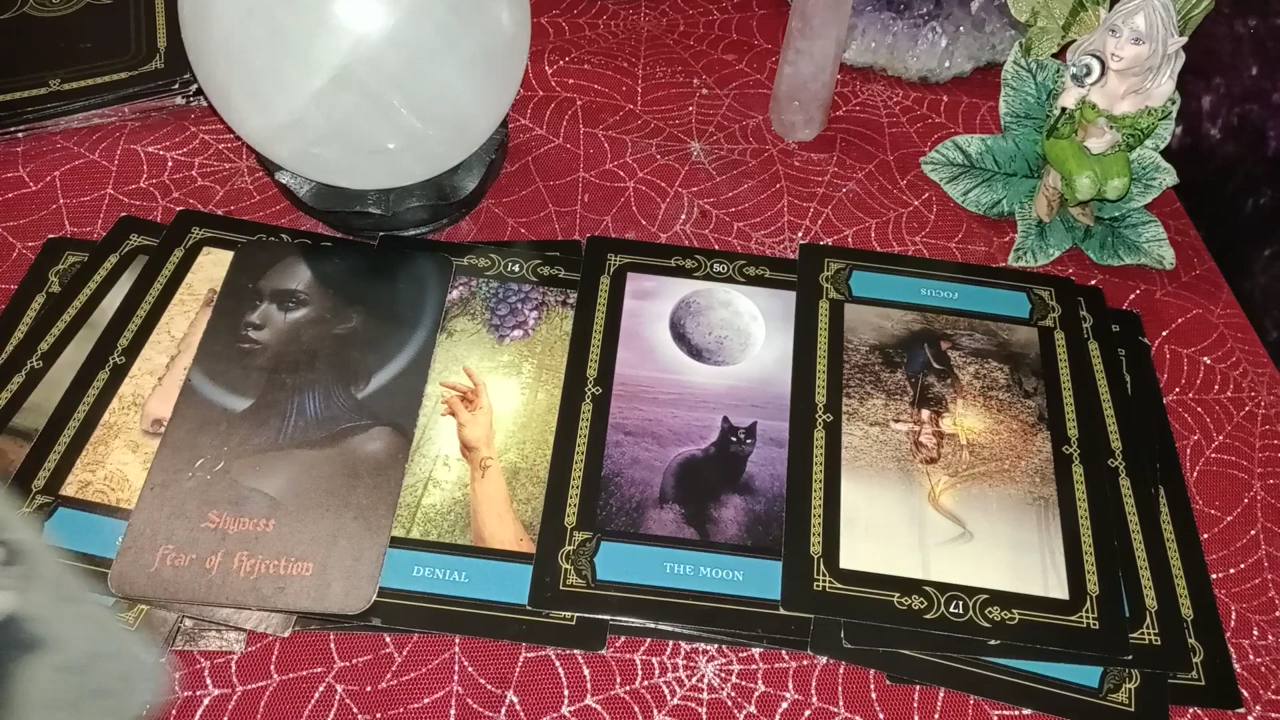 14
50
FOCUS
Shyness
Fear of Rejection
DENIAL
THE MOON
17